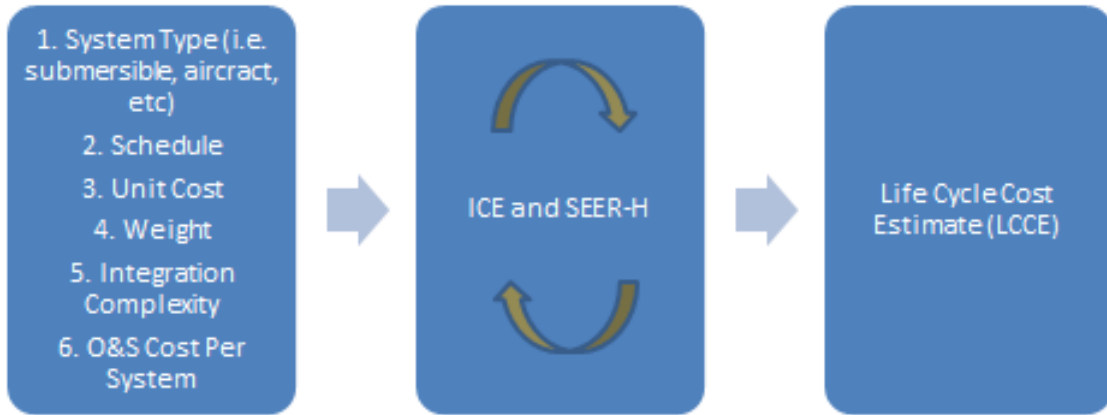 1. System Type (i.e.
submersible, aircract,
etc)
2. Schedule
3. Unit Cost
4. Weight
5. Integration
Complexity
6. O&S Cost Per
System
ICE and SEER-H
Life Cycle Cost
Estimate (LCCE)